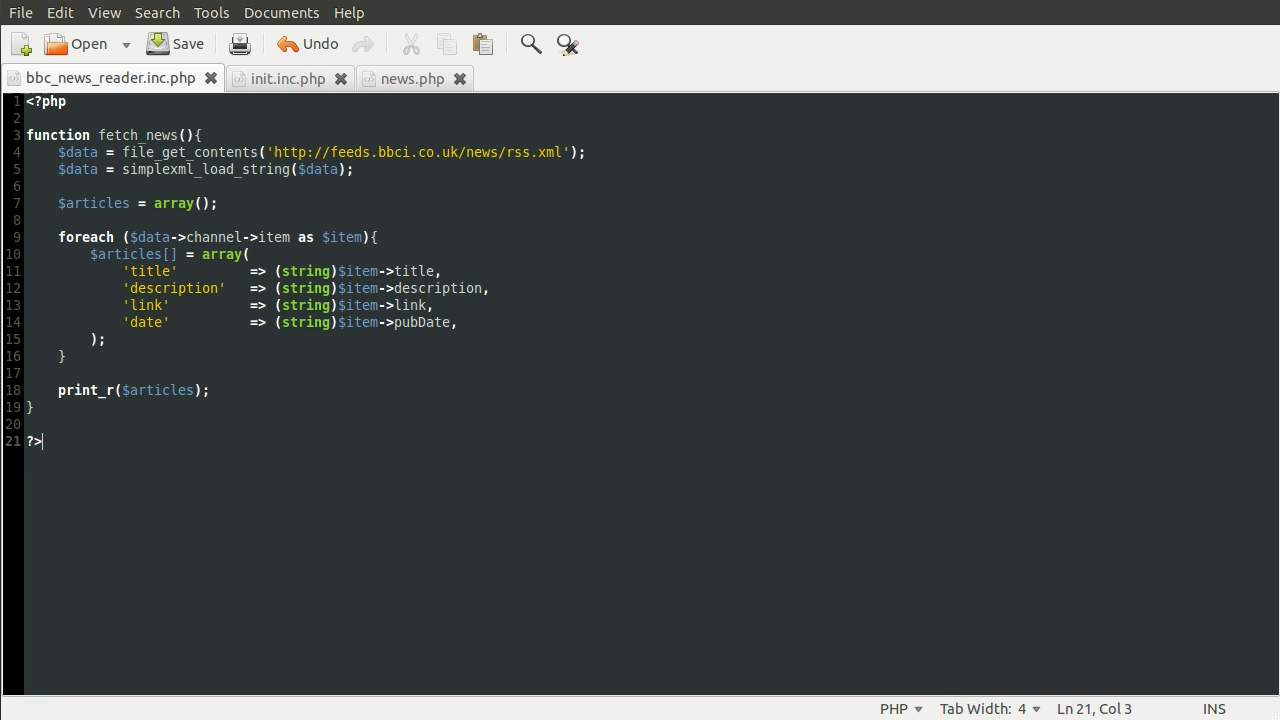 File Edit View Search Tools Documents Help
Open Save Undo
bbc_news_reader.inc.php init.inc.php news.php
1 <?php
2
3 function fetch_news(){
4     $data = file_get_contents('http://feeds.bbci.co.uk/news/rss.xml');
5     $data = simplexml_load_string($data);
6
7     $articles = array();
8
9     foreach ($data->channel->item as $item){
10         $articles[] = array(
11             'title'         => (string)$item->title,
12             'description'   => (string)$item->description,
13             'link'          => (string)$item->link,
14             'date'          => (string)$item->pubDate,
15         );
16     }
17
18     print_r($articles);
19 }
20
21 ?>
PHP Tab Width: 4 Ln 21, Col 3 INS